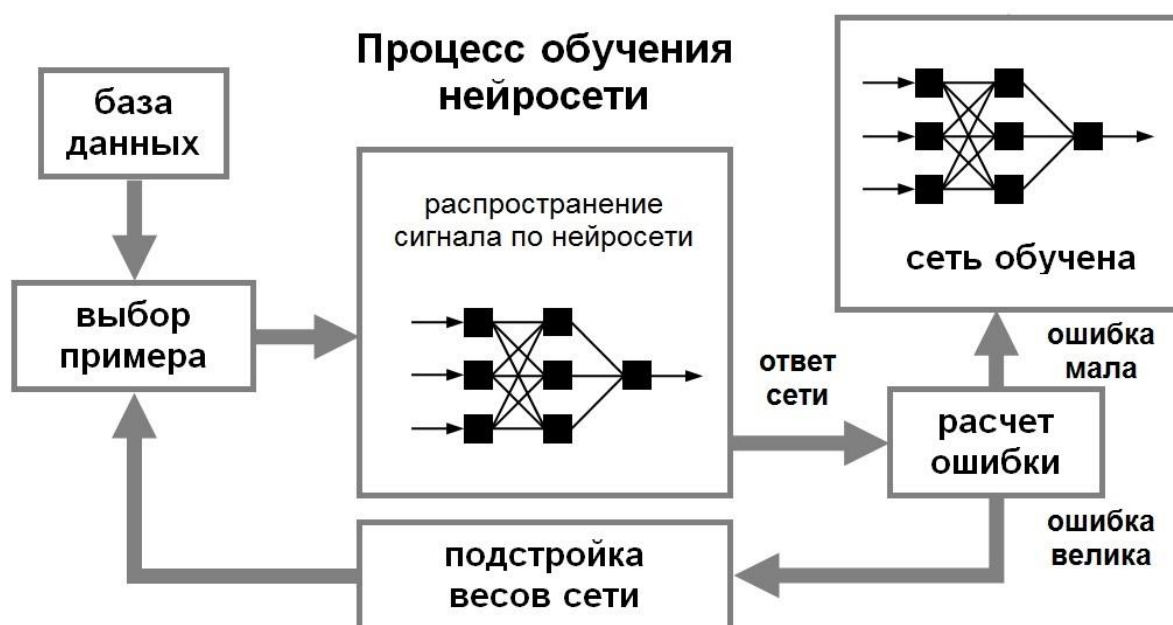 Процесс обучения
нейросети
база
данных
выбор
примера
распространение
сигнала по нейросети
ответ
сети
расчет
ошибки
ошибка
мала
сеть обучена
ошибка
велика
подстройка
весов сети